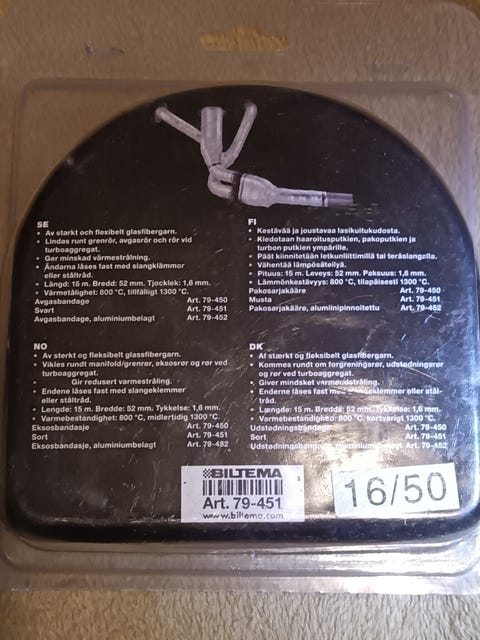 SE
• Av starkt och flexibelt glasfibergarn.
• Lindas runt grenrör, avgasrör och rör vid
turboaggregat.
• Ger minskad värmestrålning.
• Ändarna låses fast med slangklämmor
eller ståltråd.
• Längd: 15 m. Bredd: 52 mm. Tjocklek: 1,6 mm.
• Värmetålighet: 800 °C, tillfälligt 1300 °C.
Avgasbandage Art. 79-450
Svart Art. 79-451
Avgasbandage, aluminiumbelagt Art. 79-452
FI
• Kestävää ja joustavaa lasikuitukudosta.
• Kiedotaan haaroitusputkien, pakoputkien ja
turbon putkien ympärille.
• Päät kiinnitetään letkunliittimillä tai teräslangalla.
• Vähentää lämpösäteilyä.
• Pituus: 15 m. Leveys: 52 mm. Paksuus: 1,6 mm.
• Lämmönkestävyys: 800 °C, tilapäisesti 1300 °C.
Pakosarjakääre Art. 79-450
Musta Art. 79-451
Pakosarjakääre, alumiinipinnoitettu Art. 79-452
NO
• Av sterkt og fleksibelt glassfibergarn.
• Vikles rundt manifold/grenrør, eksosrør og rør ved
turboaggregat.
• Gir redusert varmestråling.
• Endene låses fast med slangeklemmer
eller ståltråd.
• Lengde: 15 m. Bredde: 52 mm. Tykkelse: 1,6 mm.
• Varmebestandighet: 800 °C, midlertidig 1300 °C.
Eksosbandasje Art. 79-450
Sort Art. 79-451
Eksosbandasje, aluminiumbelagt Art. 79-452
DK
• Af stærkt og fleksibelt glasfibergarn.
• Kommes rundt om forgreningsrør, udstødningsrør
og rør ved turboaggregat.
• Giver mindsket varmeudstråling.
• Enderne låses fast med slangeklemmer eller stål-
tråd.
• Længde: 15 m. Bredde: 52 mm. Tykkelse: 1,6 mm.
• Varmebestandighed: 800 °C, kortvarigt 1300 °C.
Udstødningsbandage Art. 79-450
Sort Art. 79-451
Udstødningsbandage, aluminiumbelagt Art. 79-452
BILTEMA
Art. 79-451
www.biltema.com
16/50